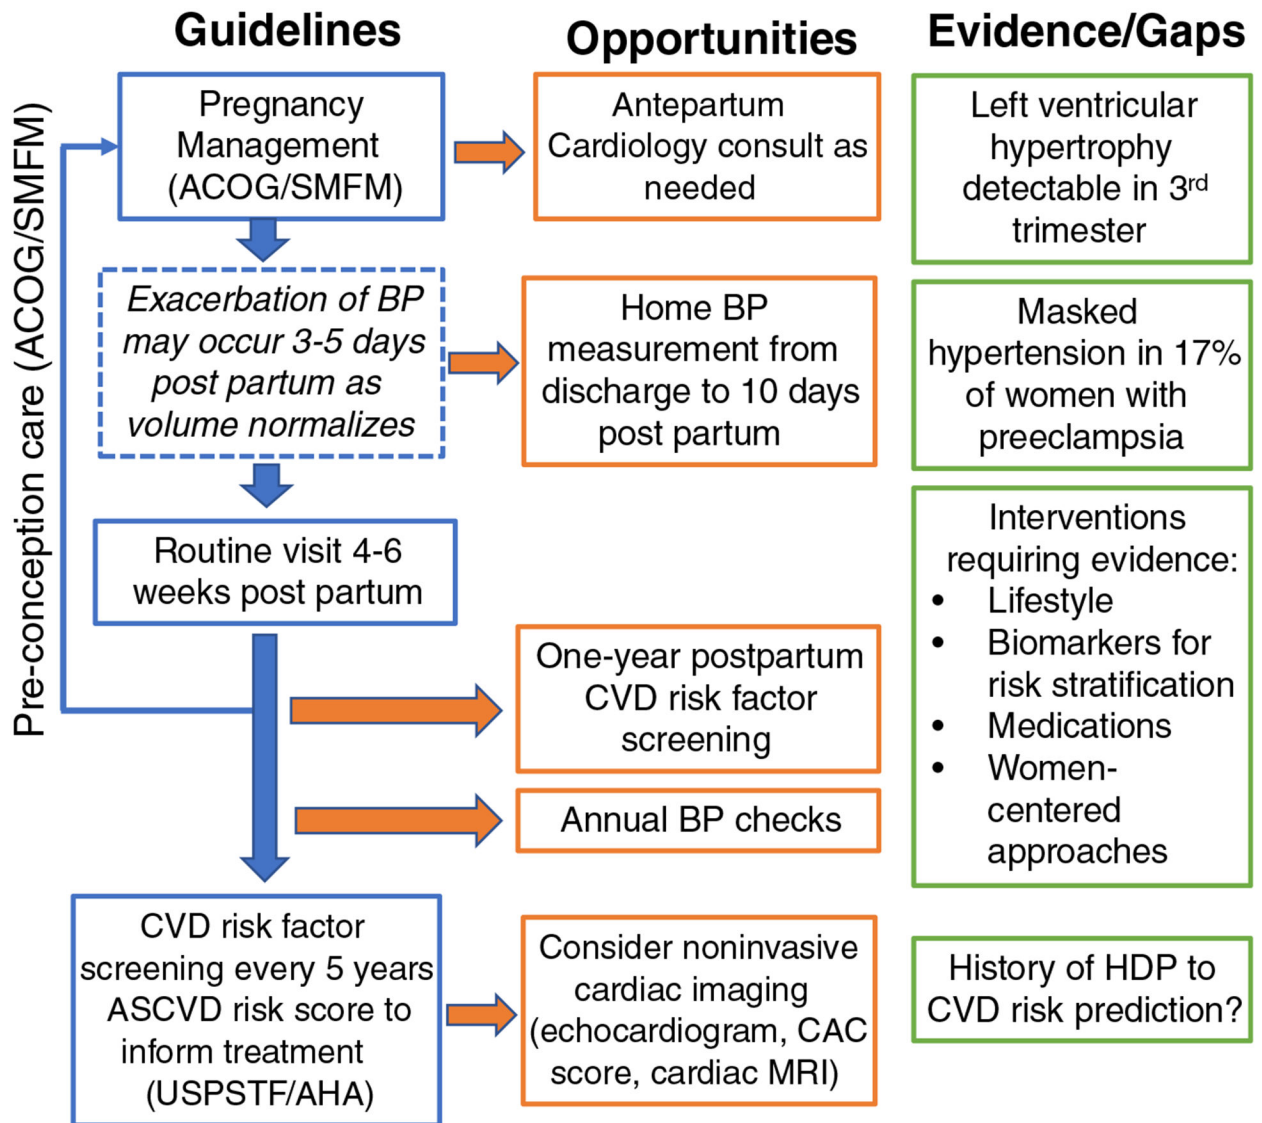 Guidelines
Opportunities
Evidence/Gaps
Pre-conception care (ACOG/SMFM)
Pregnancy
Management
(ACOG/SMFM)
Antepartum
Cardiology consult as
needed
Left ventricular
hypertrophy
detectable in 3rd
trimester
Exacerbation of BP
may occur 3-5 days
post partum as
volume normalizes
Home BP
measurement from
discharge to 10 days
post partum
Masked
hypertension in 17%
of women with
preeclampsia
Routine visit 4-6
weeks post partum
Interventions
requiring evidence:
• Lifestyle
• Biomarkers for
risk stratification
• Medications
• Women-
centered
approaches
One-year postpartum
CVD risk factor
screening
Annual BP checks
CVD risk factor
screening every 5 years
ASCVD risk score to
inform treatment
(USPSTF/AHA)
Consider noninvasive
cardiac imaging
(echocardiogram, CAC
score, cardiac MRI)
History of HDP to
CVD risk prediction?